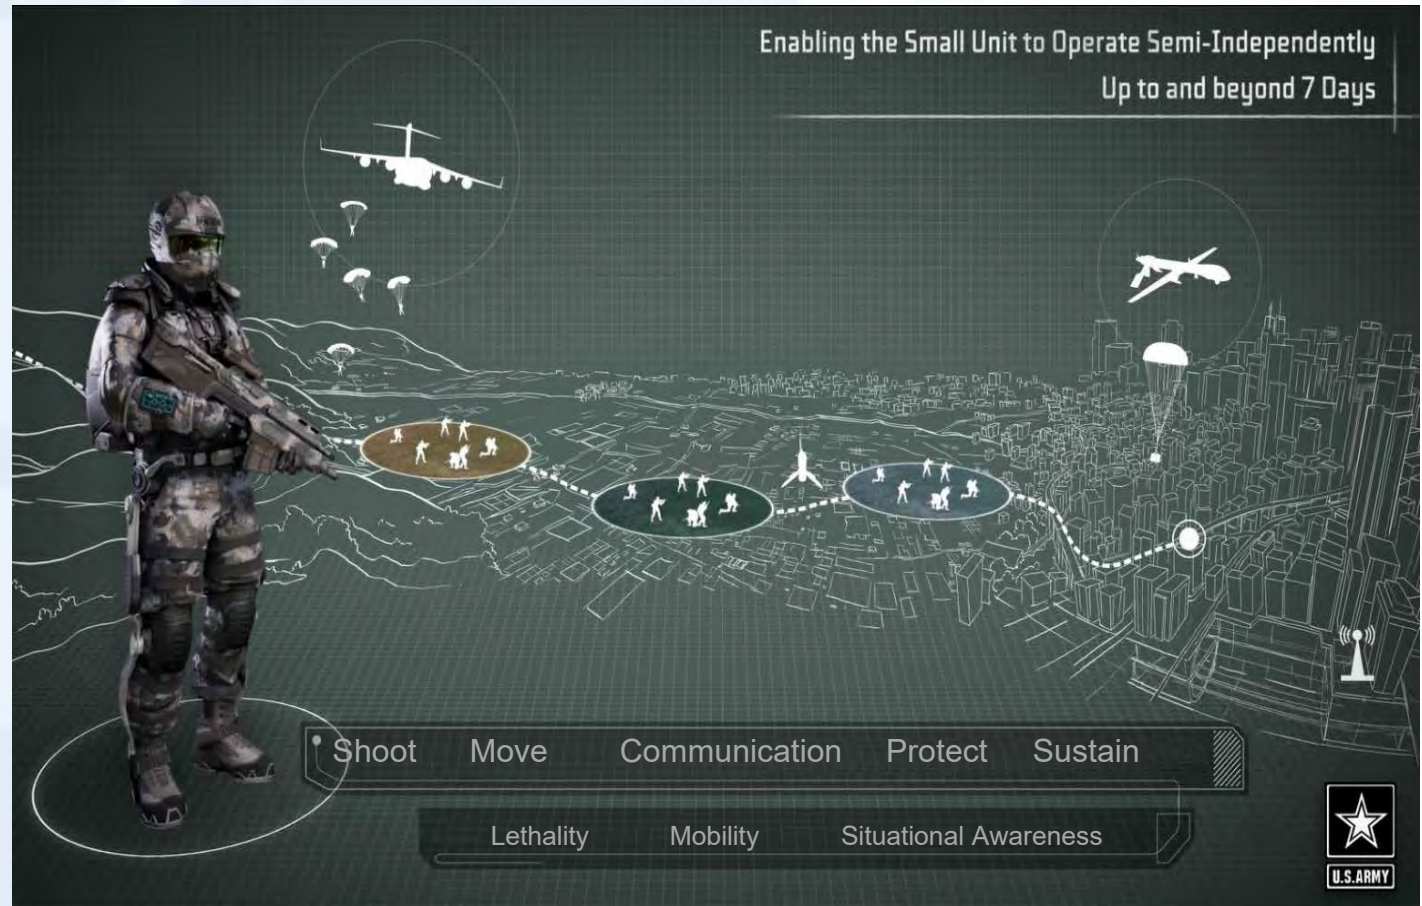 Enabling the Small Unit to Operate Semi-Independently
Up to and beyond 7 Days
Shoot Move Communication Protect Sustain
Lethality Mobility Situational Awareness
U.S.ARMY